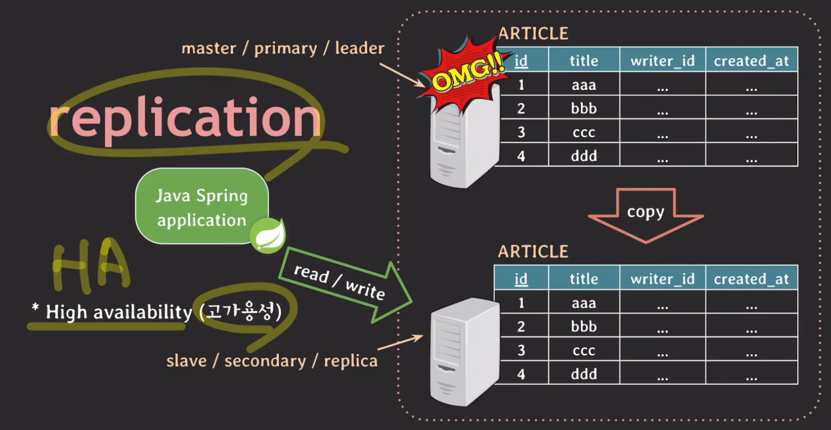 master / primary / leader
replication
Java Spring
application
HA
* High availability (고가용성)
read / write
slave / secondary / replica
ARTICLE
OMG!!
id title writer_id created_at
1 aaa ... ...
2 bbb ... ...
3 ccc ... ...
4 ddd ... ...
copy
ARTICLE
id title writer_id created_at
1 aaa ... ...
2 bbb ... ...
3 ccc ... ...
4 ddd ... ...